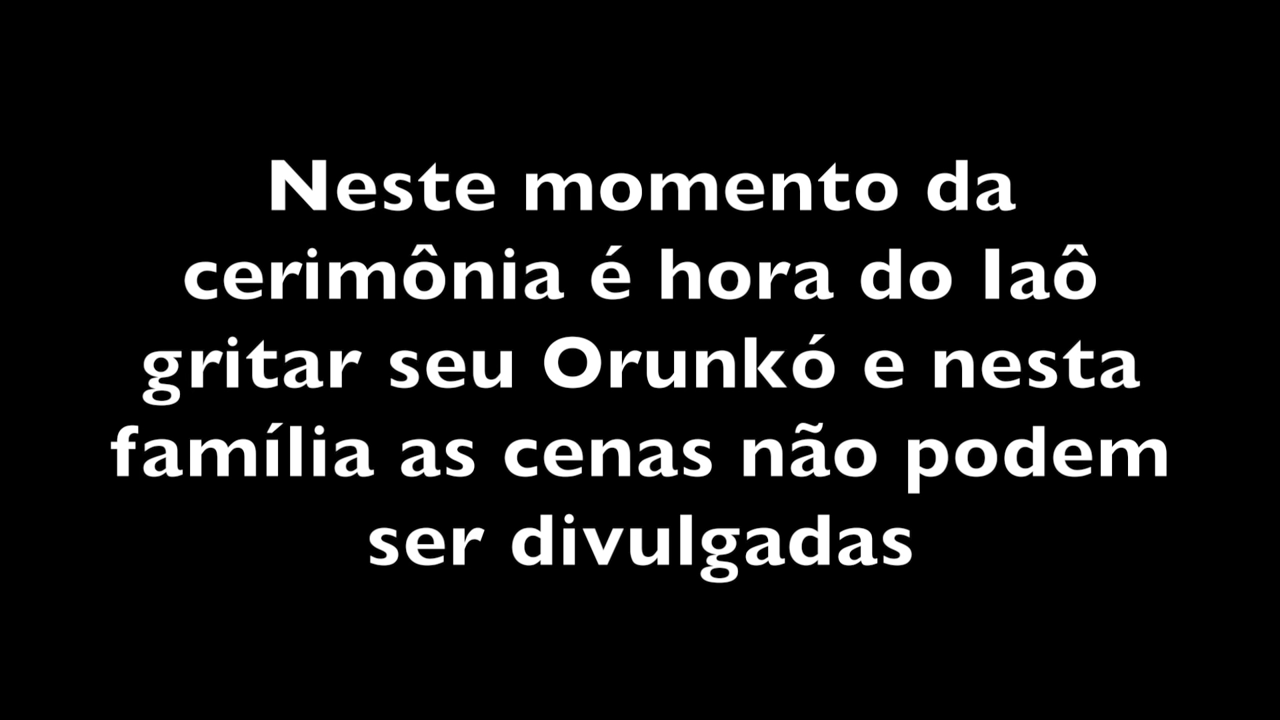 Neste momento da
cerimônia é hora do Iaô
gritar seu Orunkó e nesta
família as cenas não podem
ser divulgadas